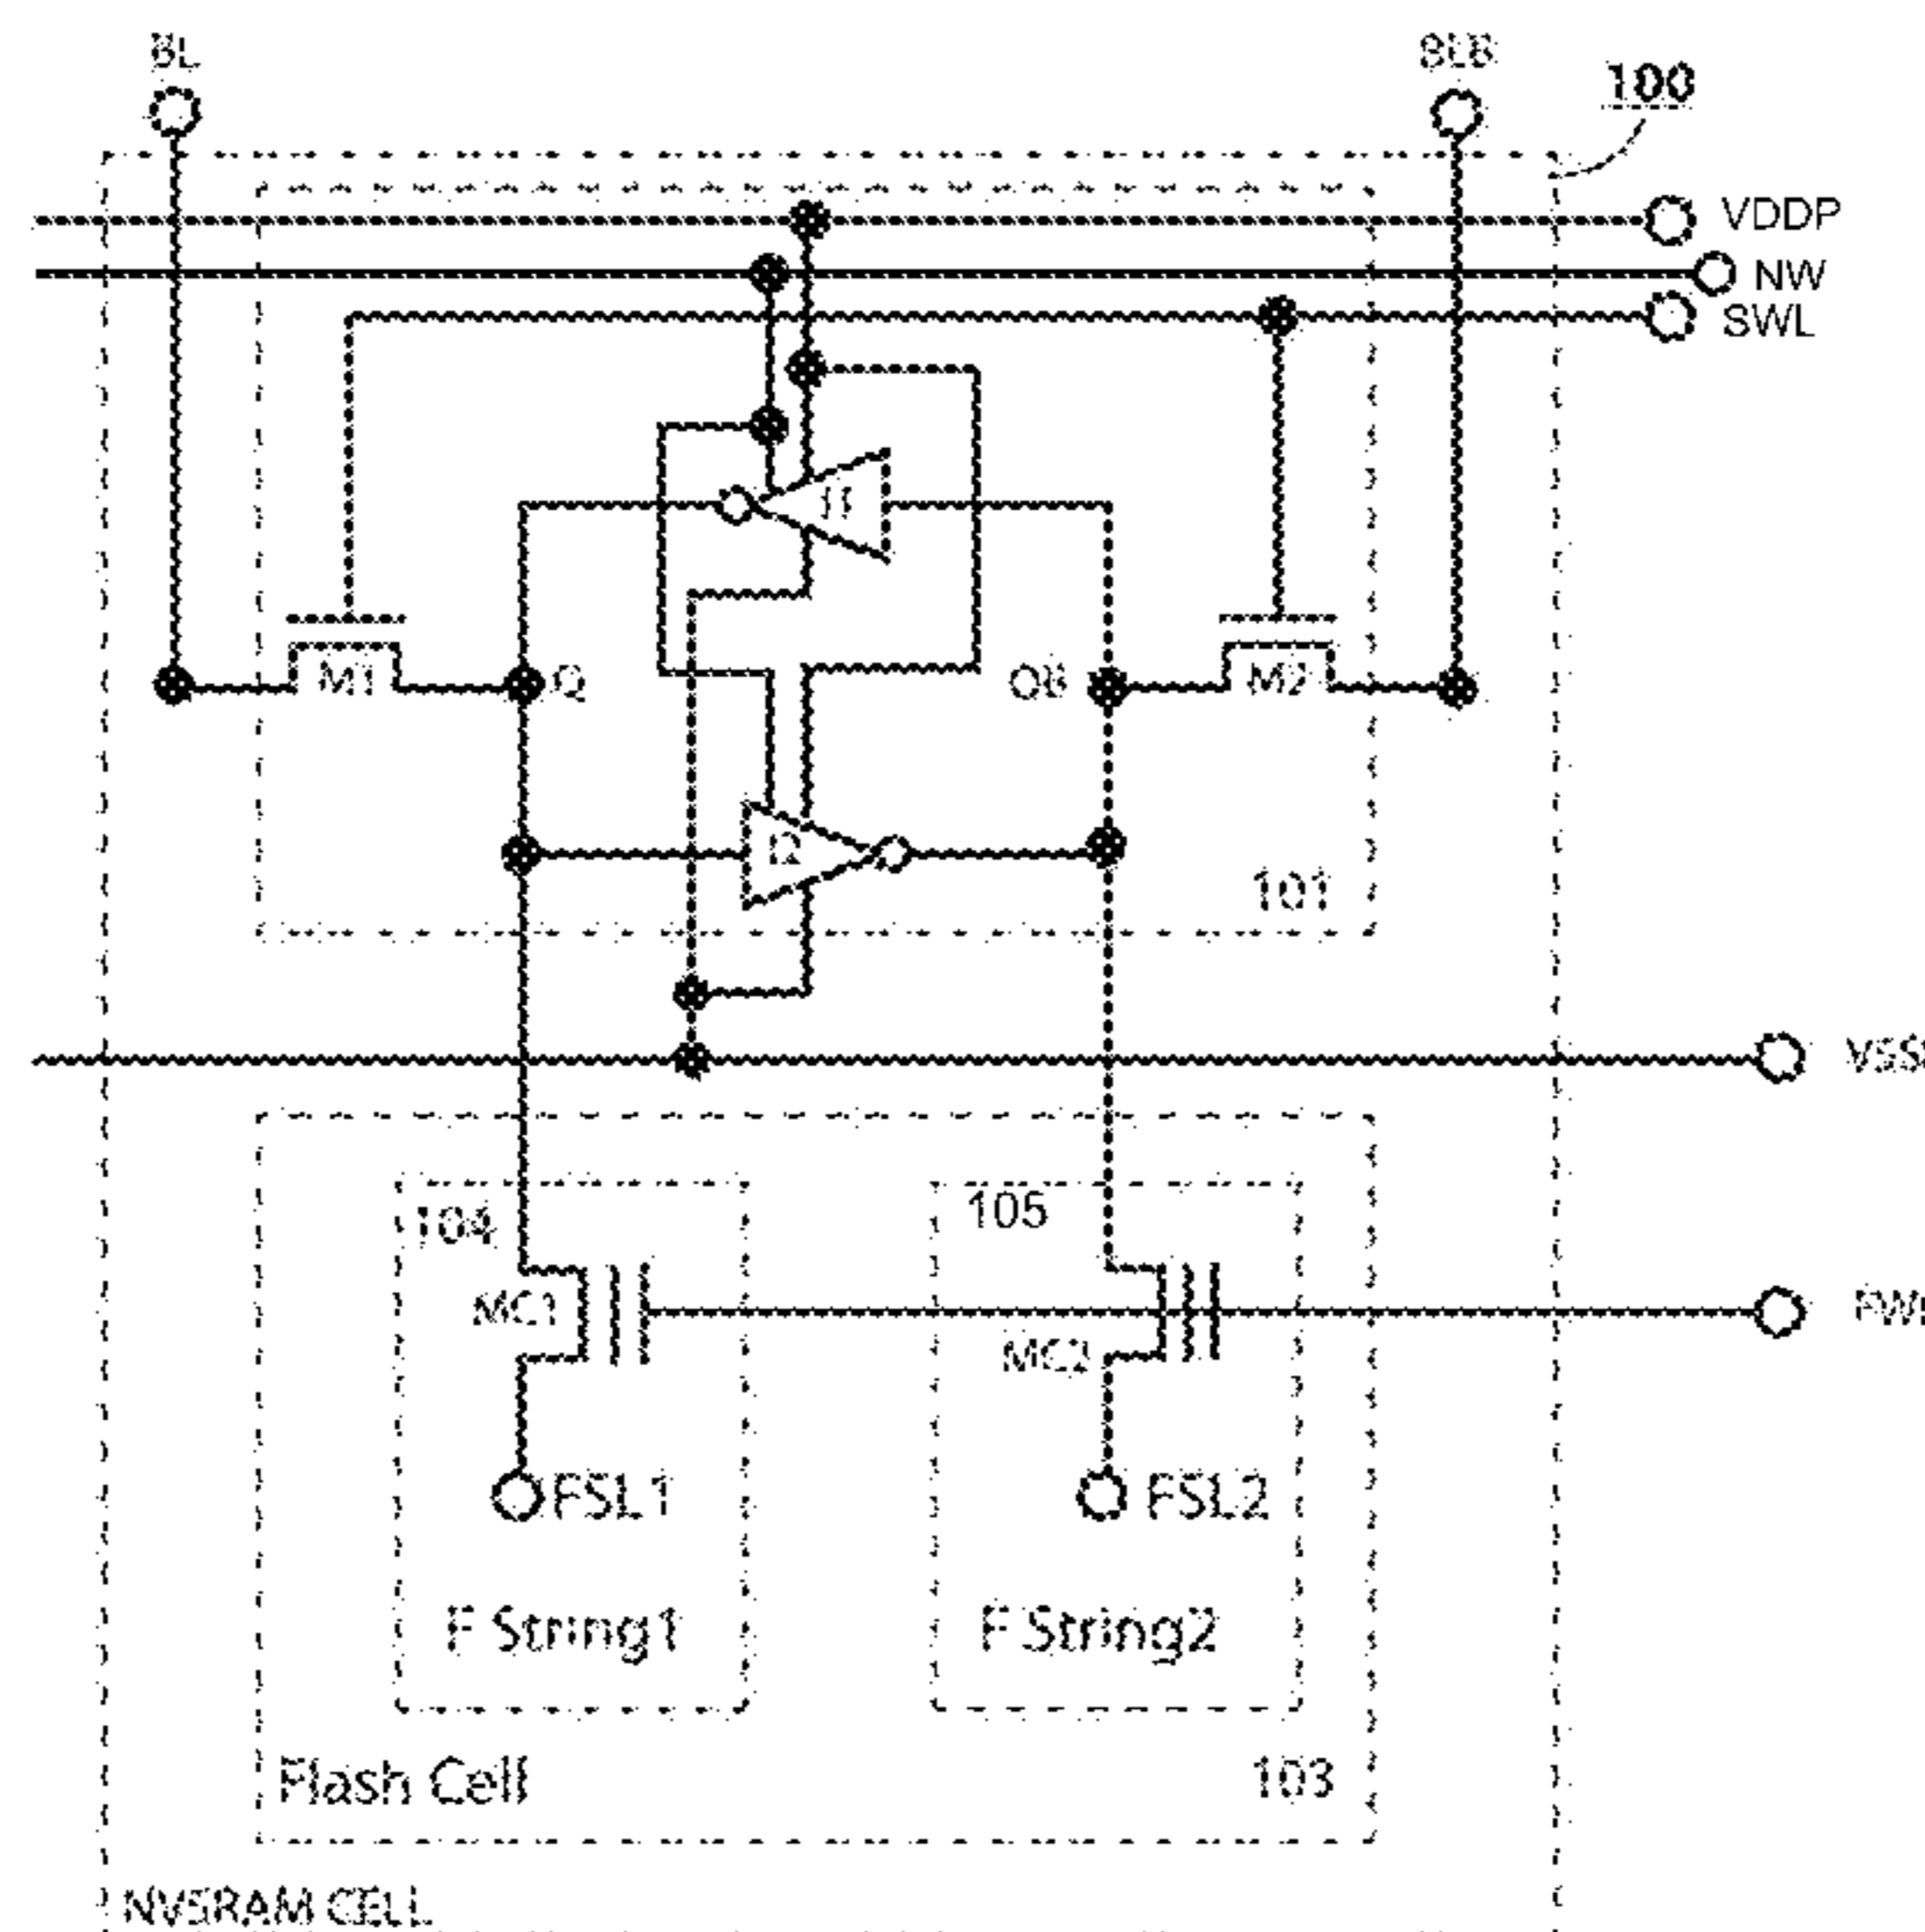 BL
BLB
100
VDDP
NW
SWL
I1
M1
Q
QB
M2
I2
101
104
105
MC1
MC2
FSL1
FSL2
F String1
F String2
Flash Cell
103
NVSRAM CELL